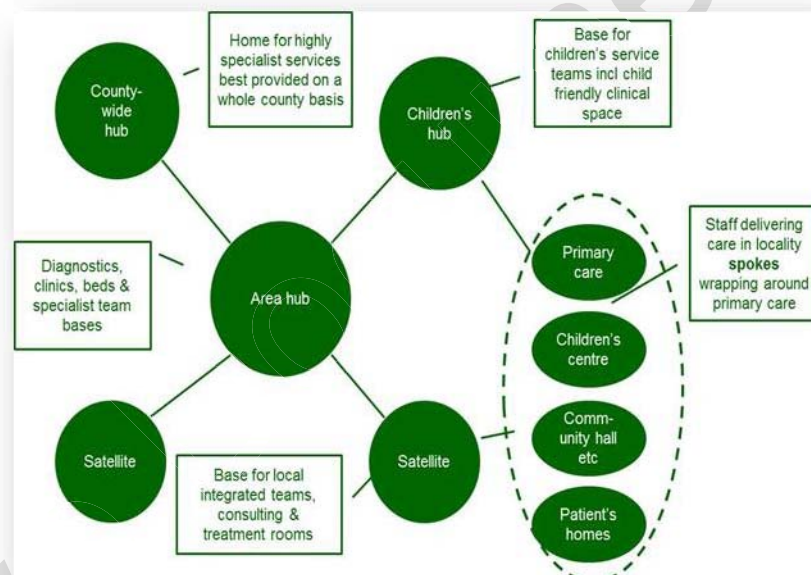 Home for highly
specialist services
best provided on a
whole county basis
Base for
children's service
teams incl child
friendly clinical
space
County-
wide
hub
Children's
hub
Staff delivering
care in locality
spokes
wrapping around
primary care
Primary
care
Diagnostics,
clinics, beds &
specialist team
bases
Area hub
Children's
centre
Satellite
Base for local
integrated teams,
consulting &
treatment rooms
Satellite
Comm-
unity hall
etc
Patient's
homes